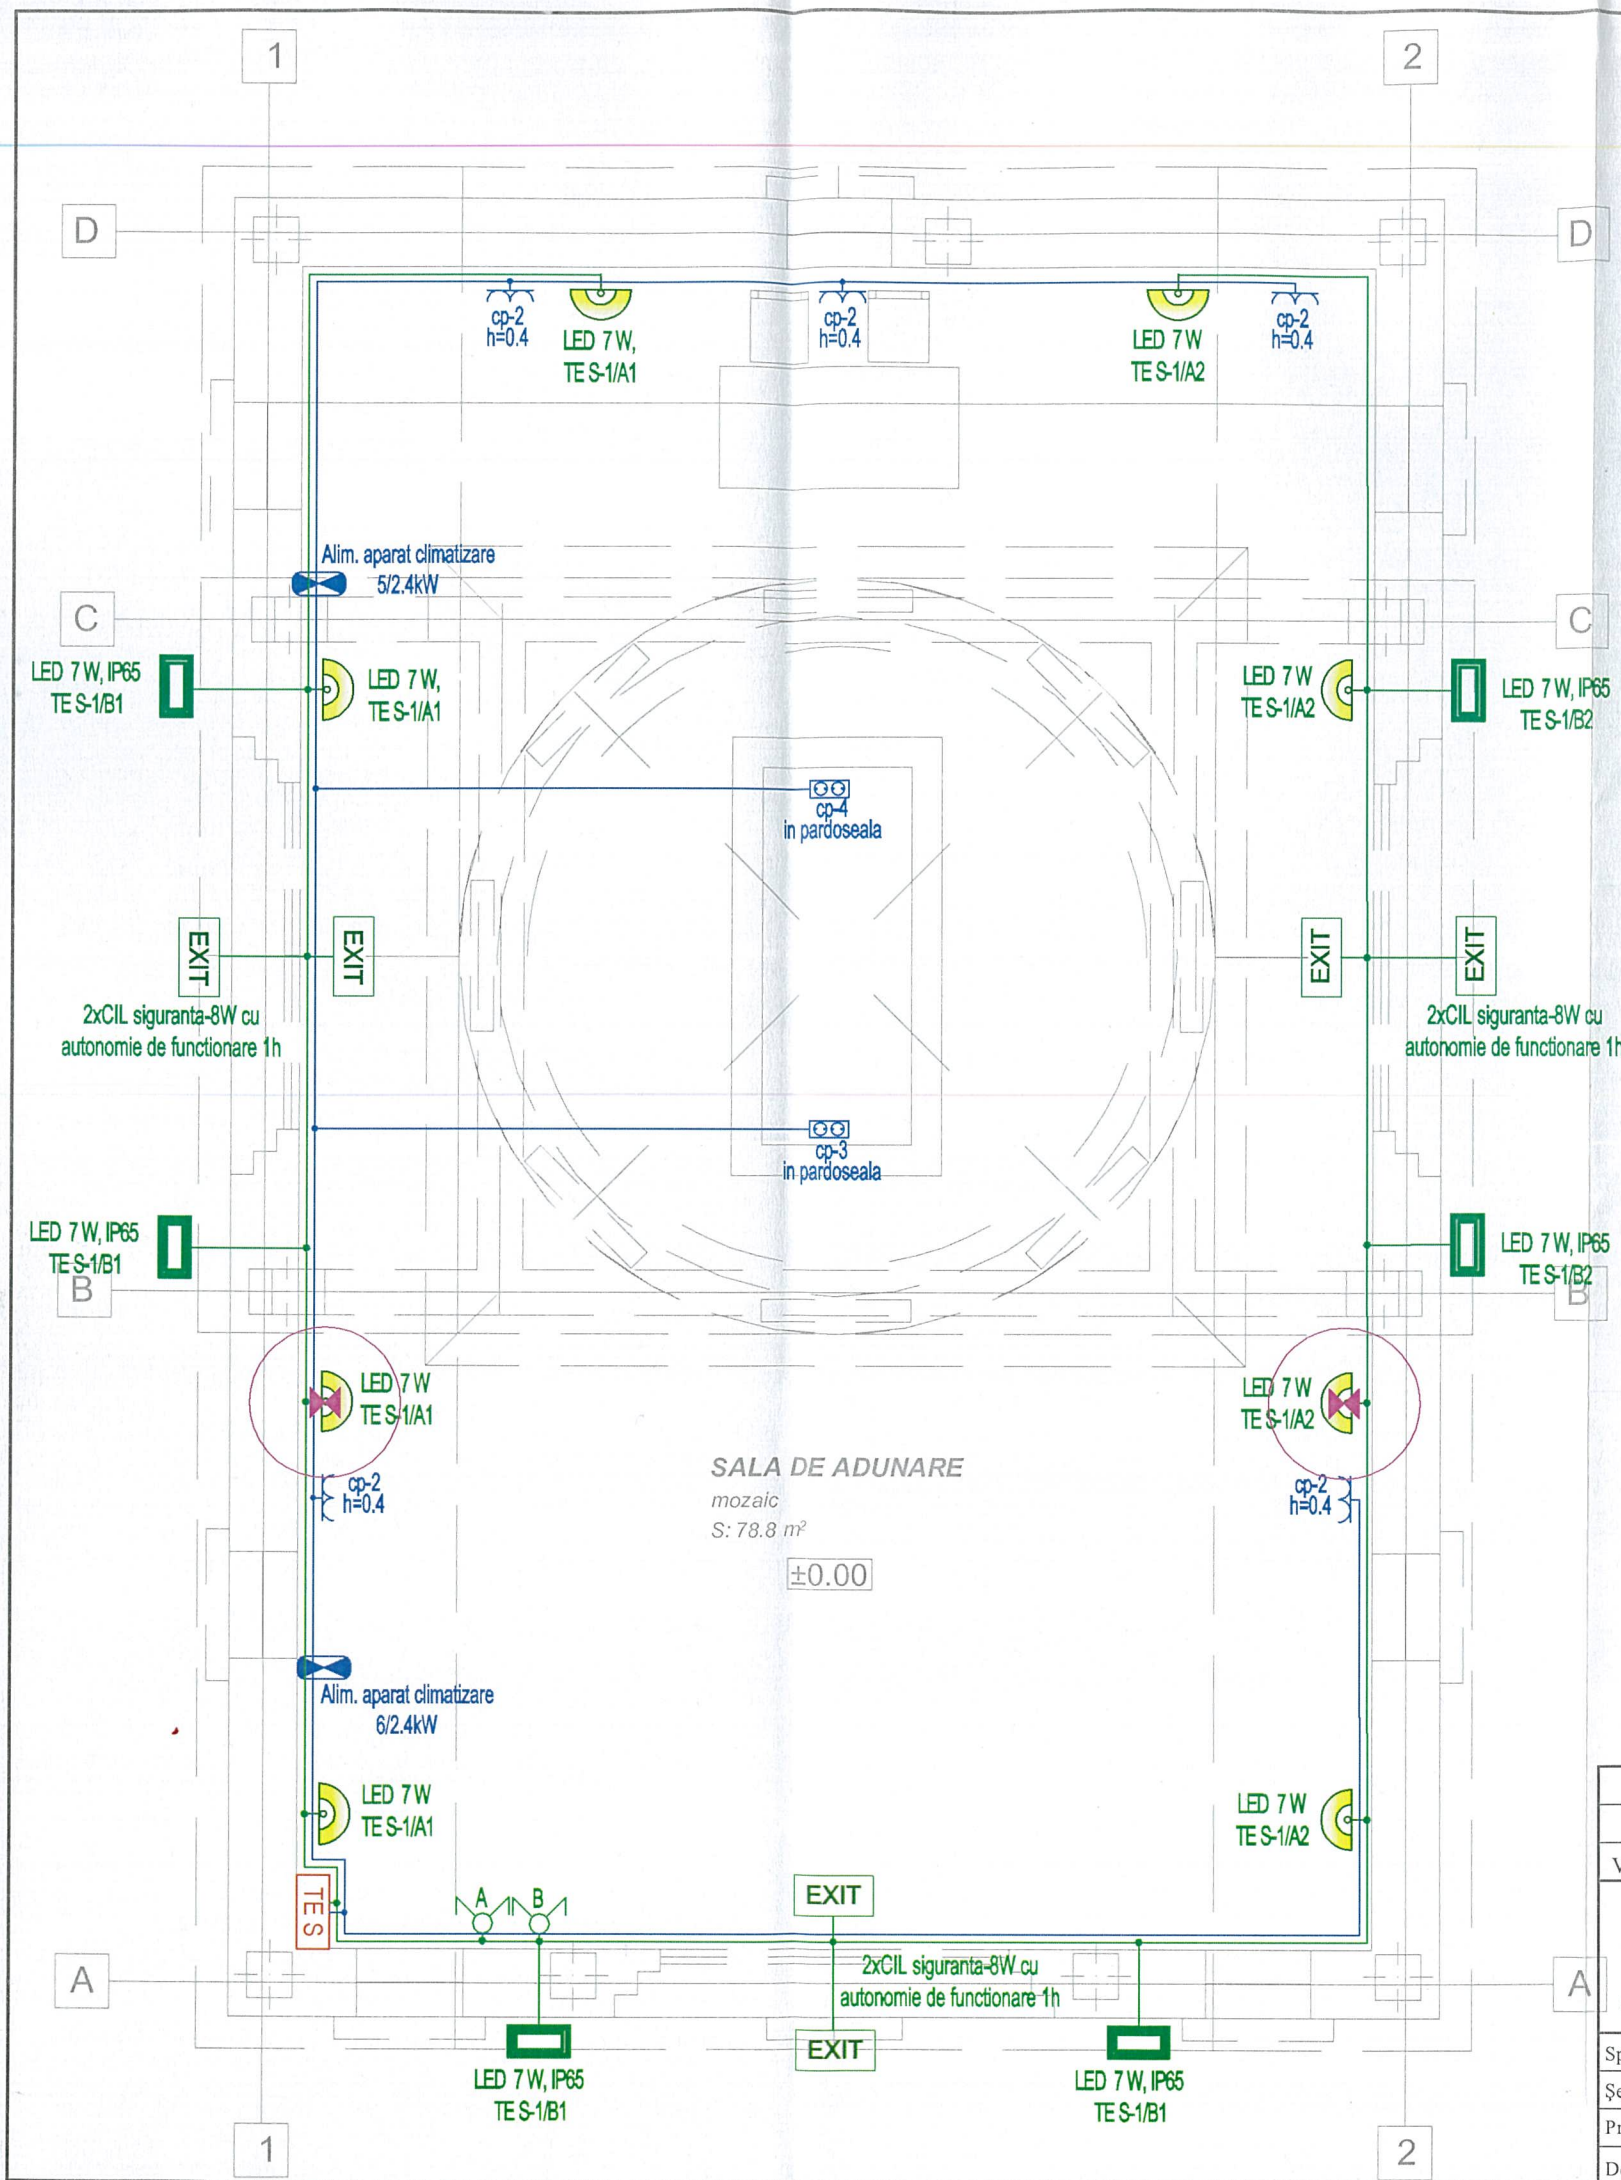 1
2
D
D
cp-2
h=0.4
LED 7 W,
TE S-1/A1
cp-2
h=0.4
LED 7 W
TE S-1/A2
cp-2
h=0.4
Alim. aparat climatizare
5/2.4kW
C
C
LED 7 W, IP65
TE S-1/B1
LED 7 W,
TE S-1/A1
LED 7 W
TE S-1/A2
LED 7 W, IP65
TE S-1/B2
cp-4
in pardoseala
EXIT
EXIT
EXIT
EXIT
2xCIL siguranta-8W cu
autonomie de functionare 1h
2xCIL siguranta-8W cu
autonomie de functionare 1h
cp-3
in pardoseala
LED 7 W, IP65
TE S-1/B1
LED 7 W, IP65
TE S-1/B2
B
B
LED 7 W
TE S-1/A1
LED 7 W
TE S-1/A2
cp-2
h=0.4
SALA DE ADUNARE
mozaic
S: 78.8 m²
±0.00
cp-2
h=0.4
Alim. aparat climatizare
6/2.4kW
LED 7 W
TE S-1/A1
LED 7 W
TE S-1/A2
TE S
A
B
EXIT
2xCIL siguranta-8W cu
autonomie de functionare 1h
A
A
EXIT
LED 7 W, IP65
TE S-1/B1
LED 7 W, IP65
TE S-1/B1
1
2